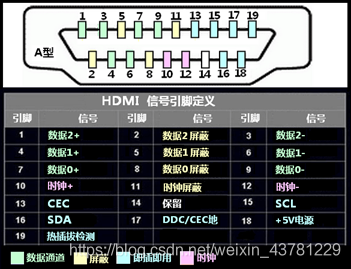 1 3 5 7 9 11 13 15 17 19
A型
2 4 6 8 10 12 14 16 18
HDMI 信号引脚定义
引脚 信号 引脚 信号 引脚 信号
1 数据2+ 2 数据2屏蔽 3 数据2-
4 数据1+ 5 数据1屏蔽 6 数据1-
7 数据0+ 8 数据0屏蔽 9 数据0-
10 时钟+ 11 时钟屏蔽 12 时钟-
13 CEC 14 保留 15 SCL
16 SDA 17 DDC/CEC地 18 +5V电源
19 热插拔检测
数据通道 屏蔽 即插即用 时钟
https://blog.csdn.net/weixin_43781229